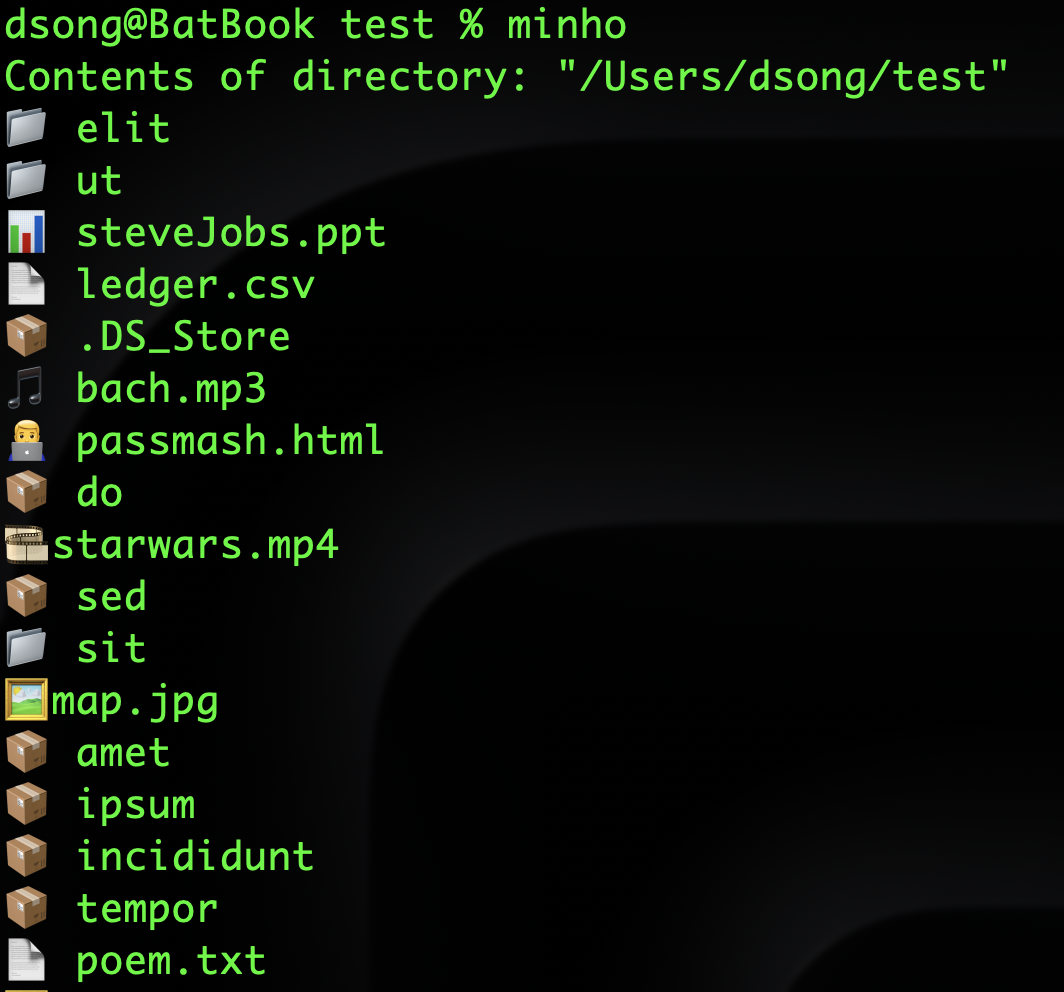 dsong@BatBook test % minho
Contents of directory: "/Users/dsong/test"
elit
ut
steveJobs.ppt
ledger.csv
.DS_Store
bach.mp3
passmash.html
do
starwars.mp4
sed
sit
map.jpg
amet
ipsum
incididunt
tempor
poem.txt